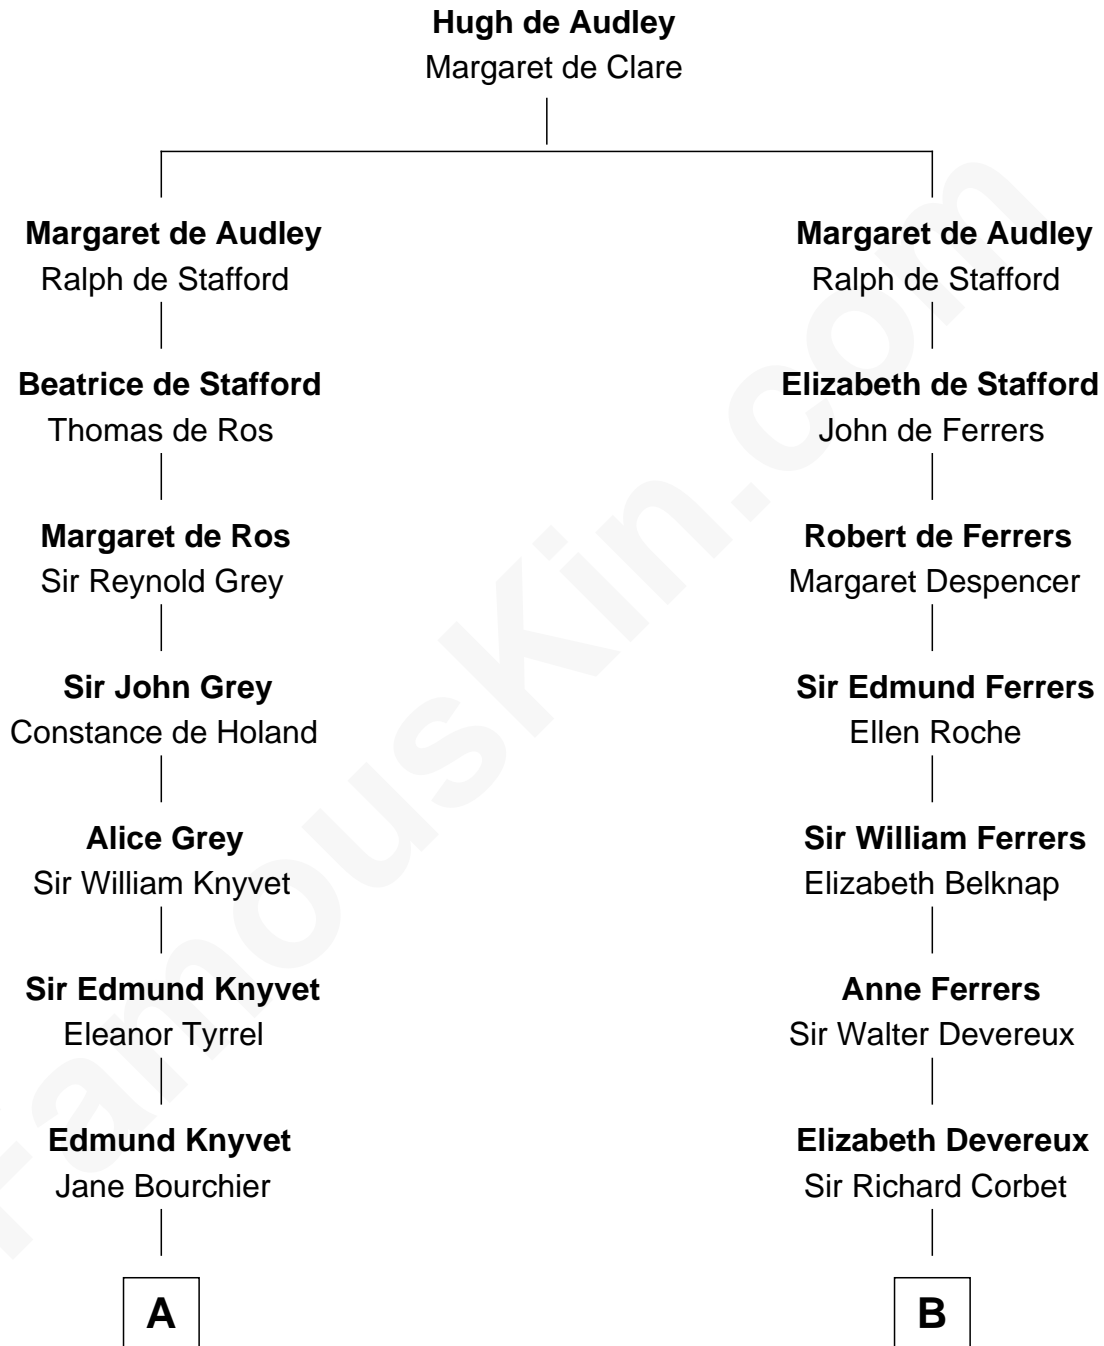 Hugh de Audley
Margaret de Clare
Margaret de Audley
Ralph de Stafford
Margaret de Audley
Ralph de Stafford
Beatrice de Stafford
Thomas de Ros
Elizabeth de Stafford
John de Ferrers
Margaret de Ros
Sir Reynold Grey
Robert de Ferrers
Margaret Despencer
Sir John Grey
Constance de Holand
Sir Edmund Ferrers
Ellen Roche
Alice Grey
Sir William Knyvet
Sir William Ferrers
Elizabeth Belknap
Sir Edmund Knyvet
Eleanor Tyrrel
Anne Ferrers
Sir Walter Devereux
Edmund Knyvet
Jane Bourchier
Elizabeth Devereux
Sir Richard Corbet
A
B
FamousKin.com